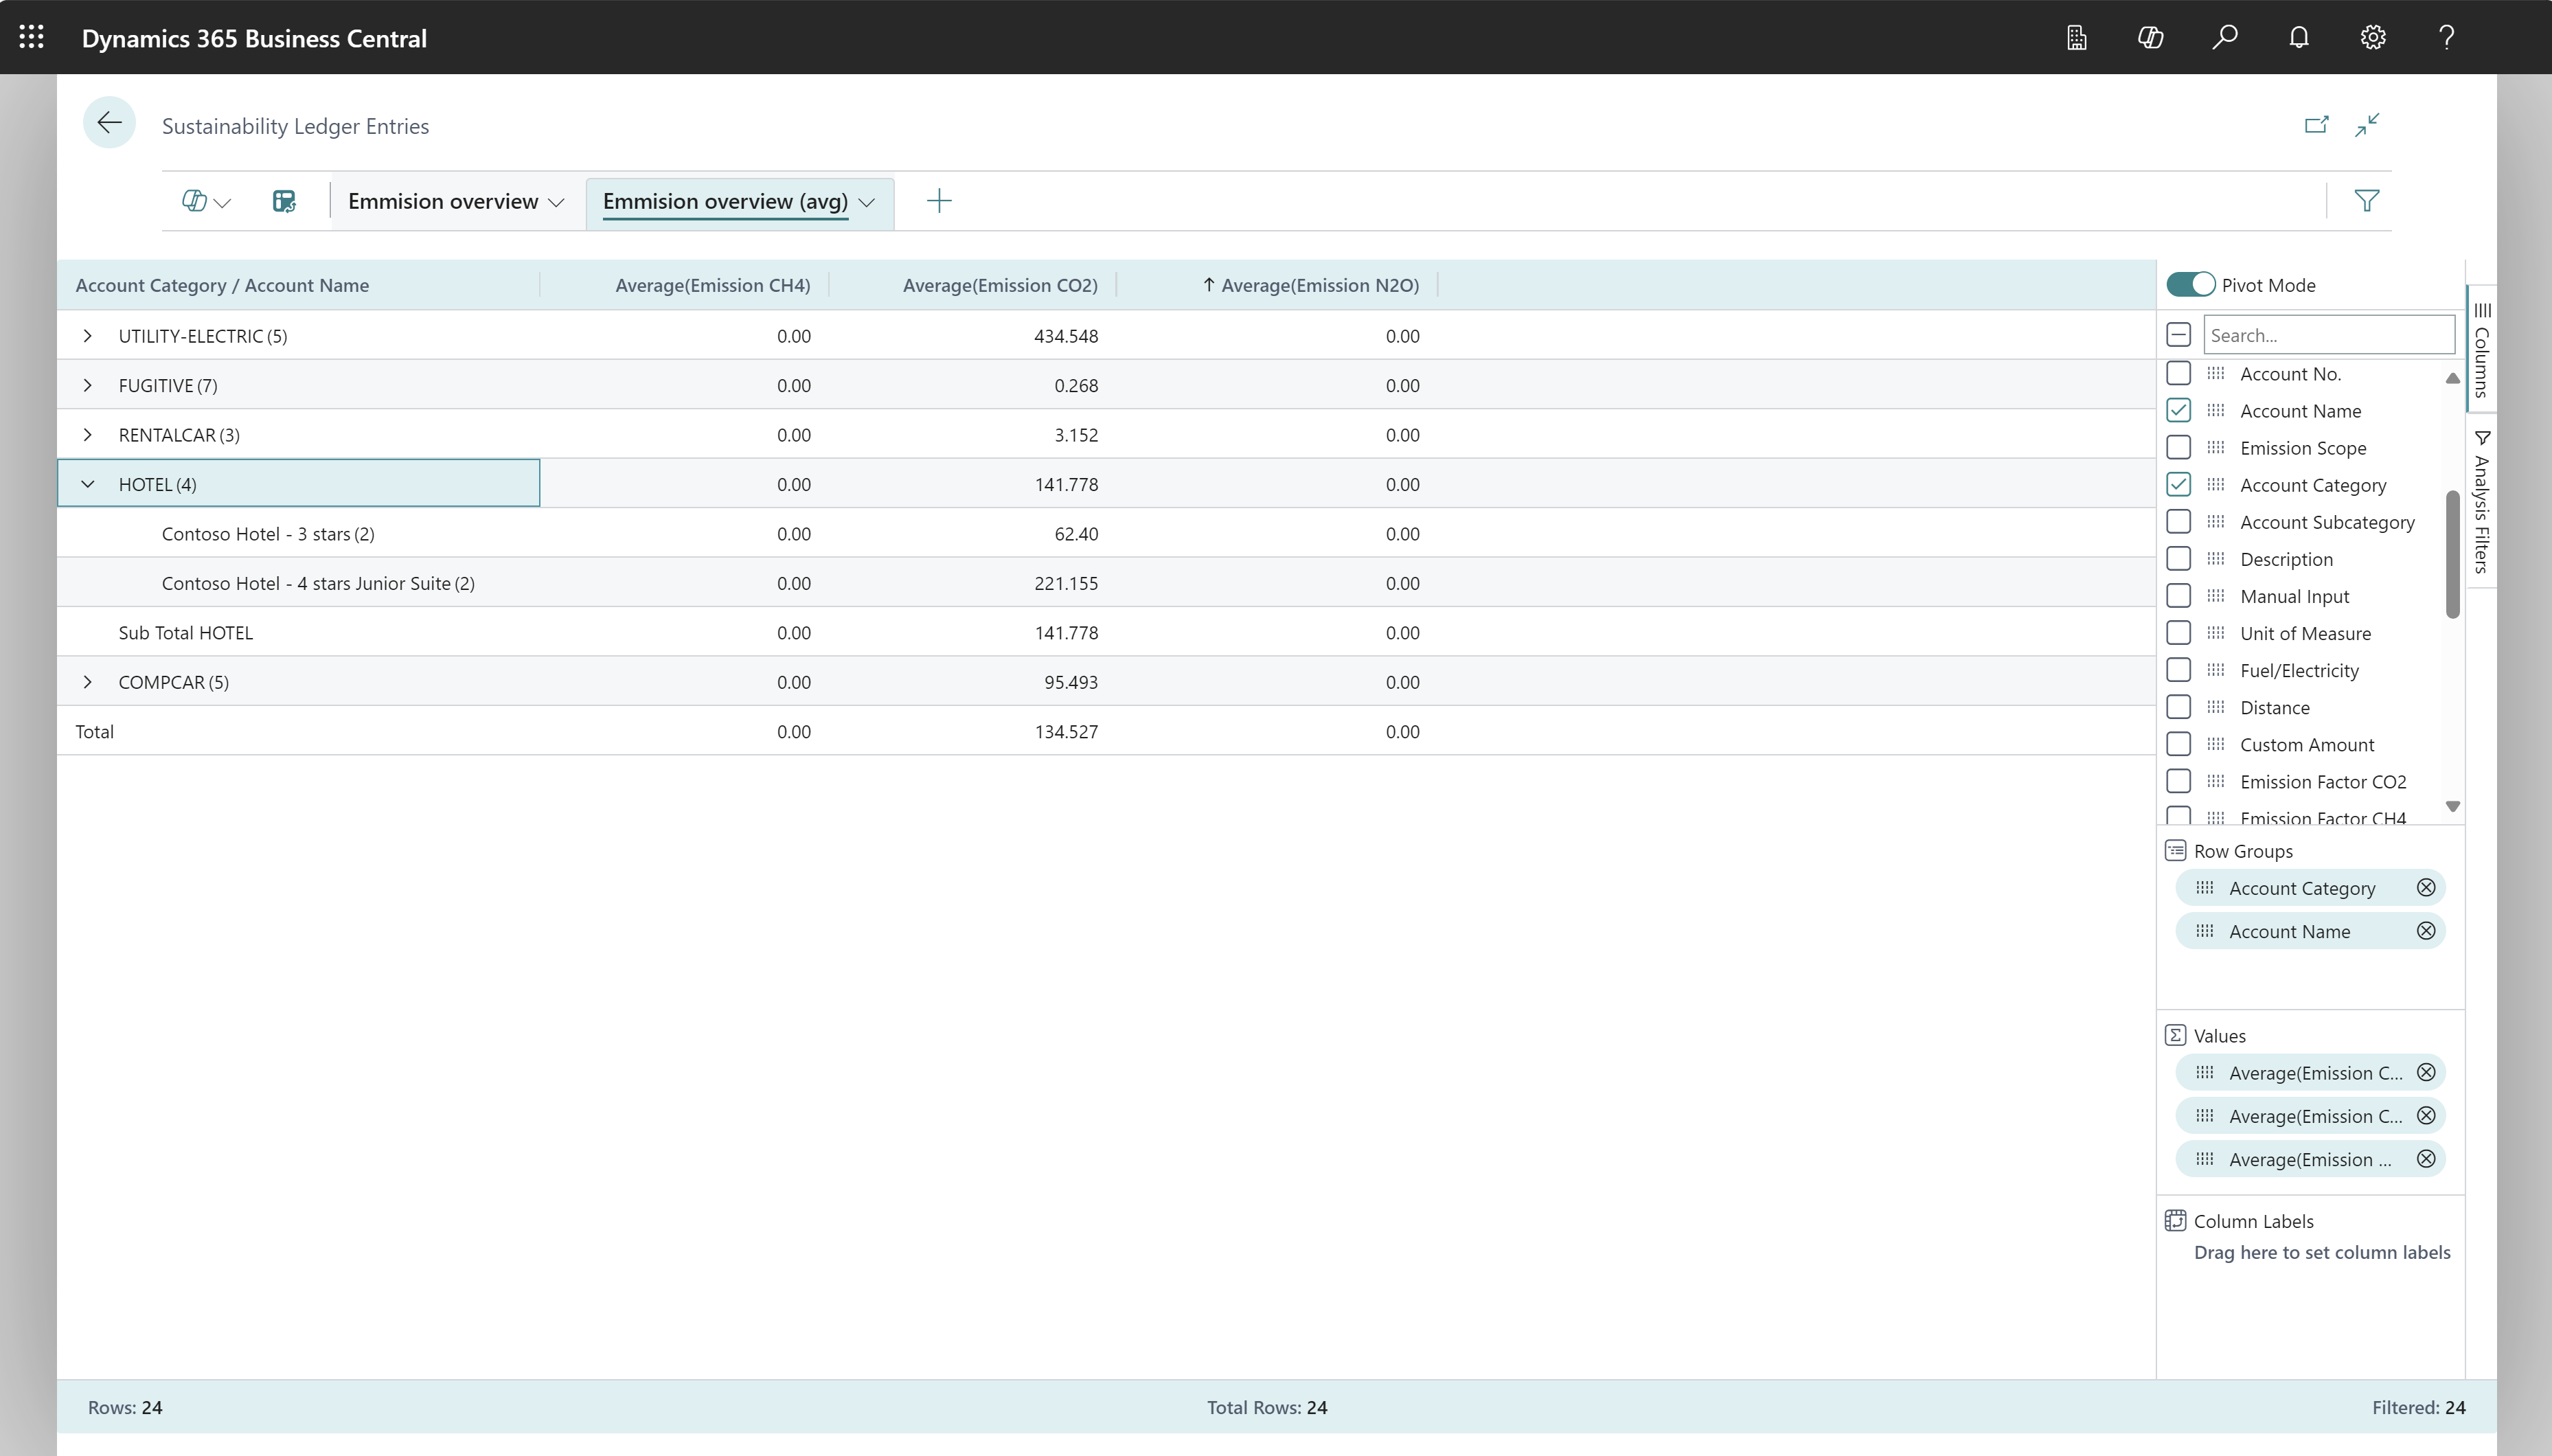 Dynamics 365 Business Central
Sustainability Ledger Entries
Emmision overview
Emmision overview (avg)
Account Category / Account Name
Average(Emission CH4)
Average(Emission CO2)
Average(Emission N2O)
UTILITY-ELECTRIC (5) 0.00 434.548 0.00
FUGITIVE (7) 0.00 0.268 0.00
RENTALCAR (3) 0.00 3.152 0.00
HOTEL (4) 0.00 141.778 0.00
Contoso Hotel - 3 stars (2) 0.00 62.40 0.00
Contoso Hotel - 4 stars Junior Suite (2) 0.00 221.155 0.00
Sub Total HOTEL 0.00 141.778 0.00
COMPCAR (5) 0.00 95.493 0.00
Total 0.00 134.527 0.00
Pivot Mode
Search...
Account No.
Account Name
Emission Scope
Account Category
Account Subcategory
Description
Manual Input
Unit of Measure
Fuel/Electricity
Distance
Custom Amount
Emission Factor CO2
Emission Factor CH4
Row Groups
Account Category
Account Name
Values
Average(Emission C...
Average(Emission C...
Average(Emission ...
Column Labels
Drag here to set column labels
Columns
Analysis Filters
Rows: 24
Total Rows: 24
Filtered: 24